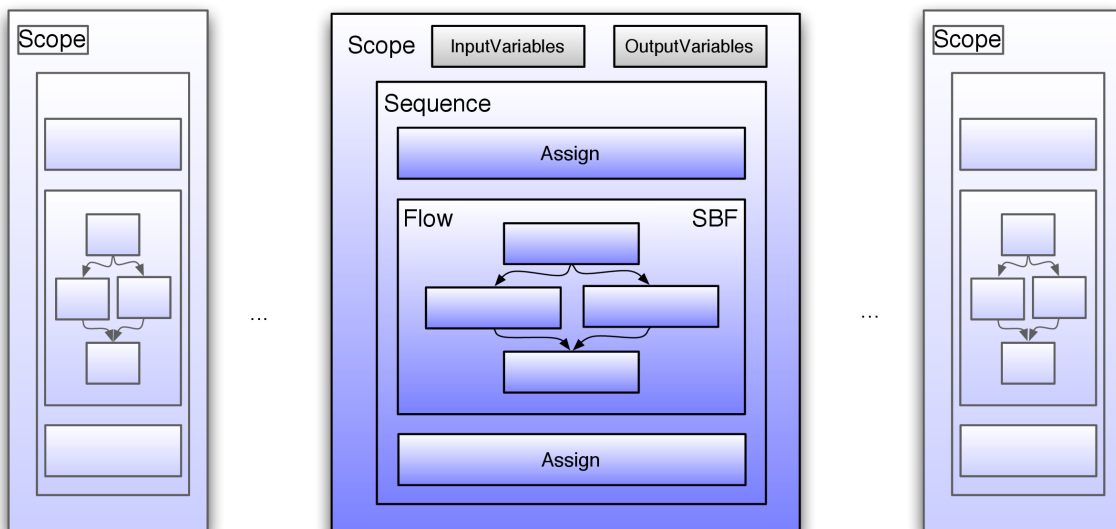 Scope
Scope
InputVariables
OutputVariables
Sequence
Assign
Flow
SBF
Assign
...
...
Scope